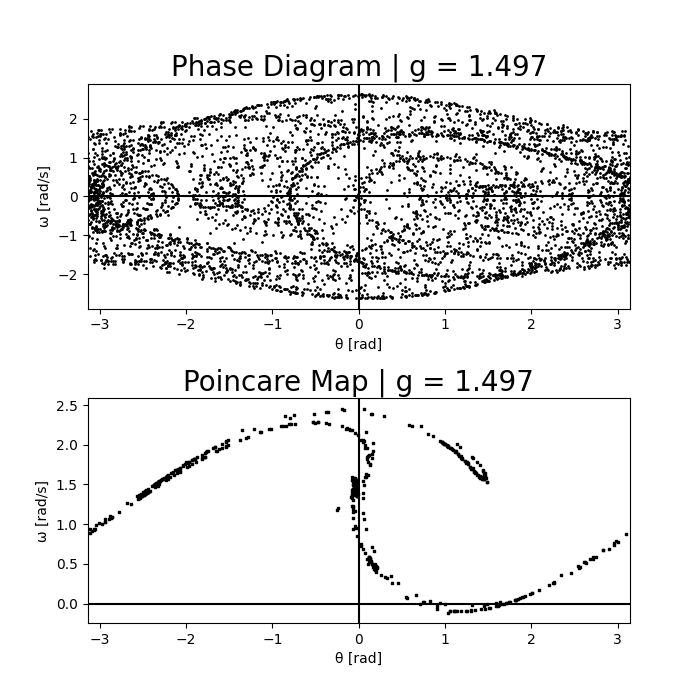 Phase Diagram | g = 1.497
2
1
0
−1
−2
ω [rad/s]
−3 −2 −1 0 1 2 3
θ [rad]
Poincare Map | g = 1.497
2.5
2.0
1.5
1.0
0.5
0.0
ω [rad/s]
−3 −2 −1 0 1 2 3
θ [rad]